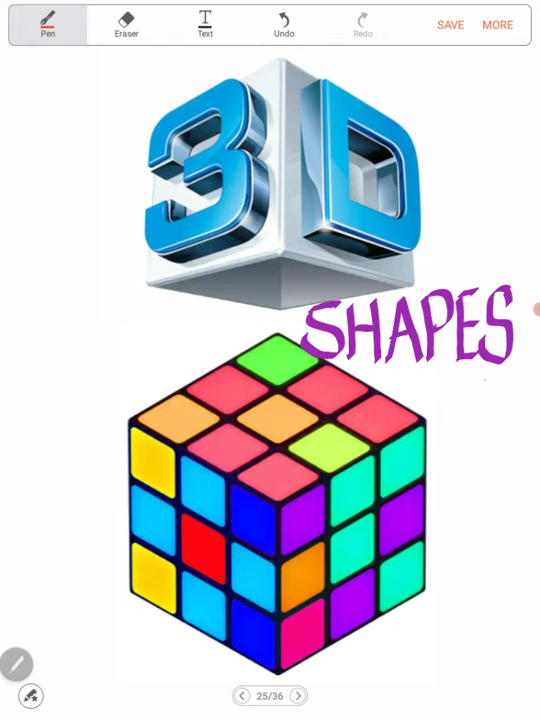 Pen
Eraser
Text
Undo
Redo
SAVE
MORE
3D
SHAPES
25/36